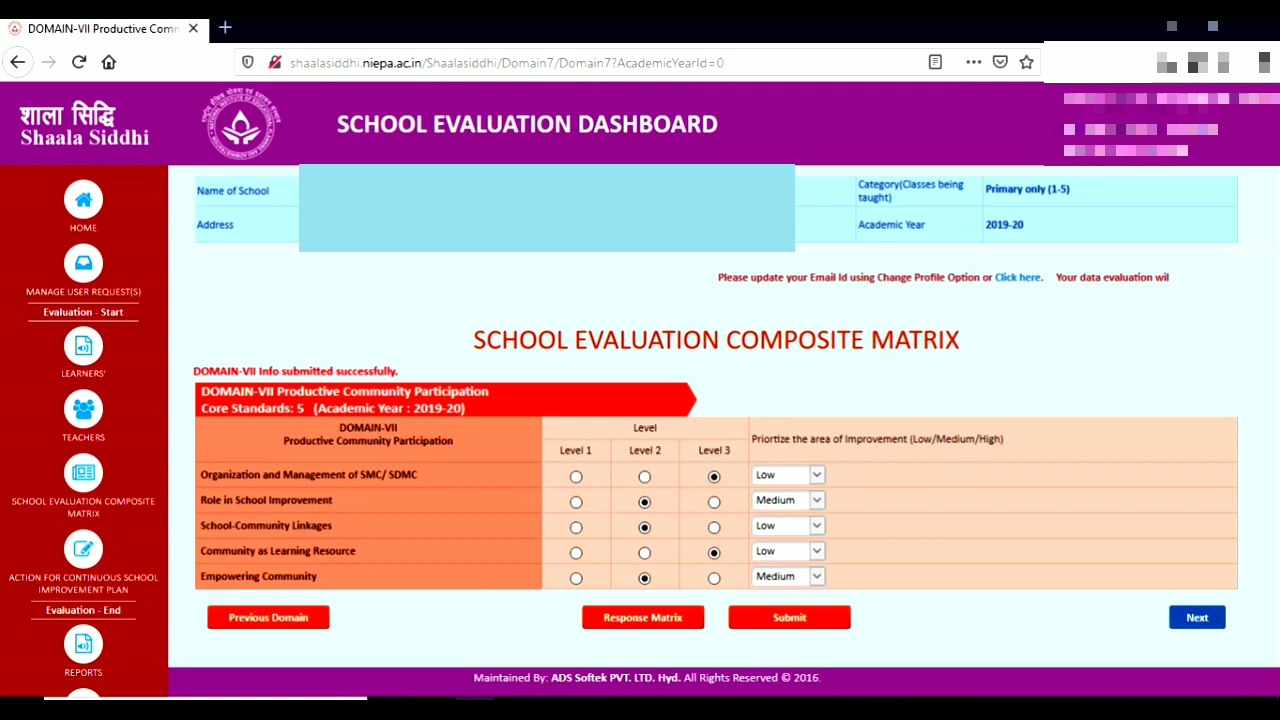 DOMAIN-VII Productive Comm
shaalasiddhi.niepa.ac.in/Shaalasiddhi/Domain7/Domain7?AcademicYearId=0
शाला सिद्धि
Shaala Siddhi
SCHOOL EVALUATION DASHBOARD
Name of School
Category(Classes being taught)
Primary only (1-5)
Address
Academic Year
2019-20
HOME
MANAGE USER REQUEST(S)
Evaluation - Start
LEARNERS'
TEACHERS
SCHOOL EVALUATION COMPOSITE
MATRIX
ACTION FOR CONTINUOUS SCHOOL
IMPROVEMENT PLAN
Evaluation - End
REPORTS
Please update your Email Id using Change Profile Option or Click here. Your data evaluation wil
SCHOOL EVALUATION COMPOSITE MATRIX
DOMAIN-VII Info submitted successfully.
DOMAIN-VII Productive Community Participation
Core Standards: 5 (Academic Year : 2019-20)
DOMAIN-VII
Productive Community Participation
Level
Level 1 Level 2 Level 3
Priortize the area of Improvement (Low/Medium/High)
Organization and Management of SMC/ SDMC Low
Role in School Improvement Medium
School-Community Linkages Low
Community as Learning Resource Low
Empowering Community Medium
Previous Domain Response Matrix Submit Next
Maintained By: ADS Softek PVT. LTD. Hyd. All Rights Reserved © 2016.